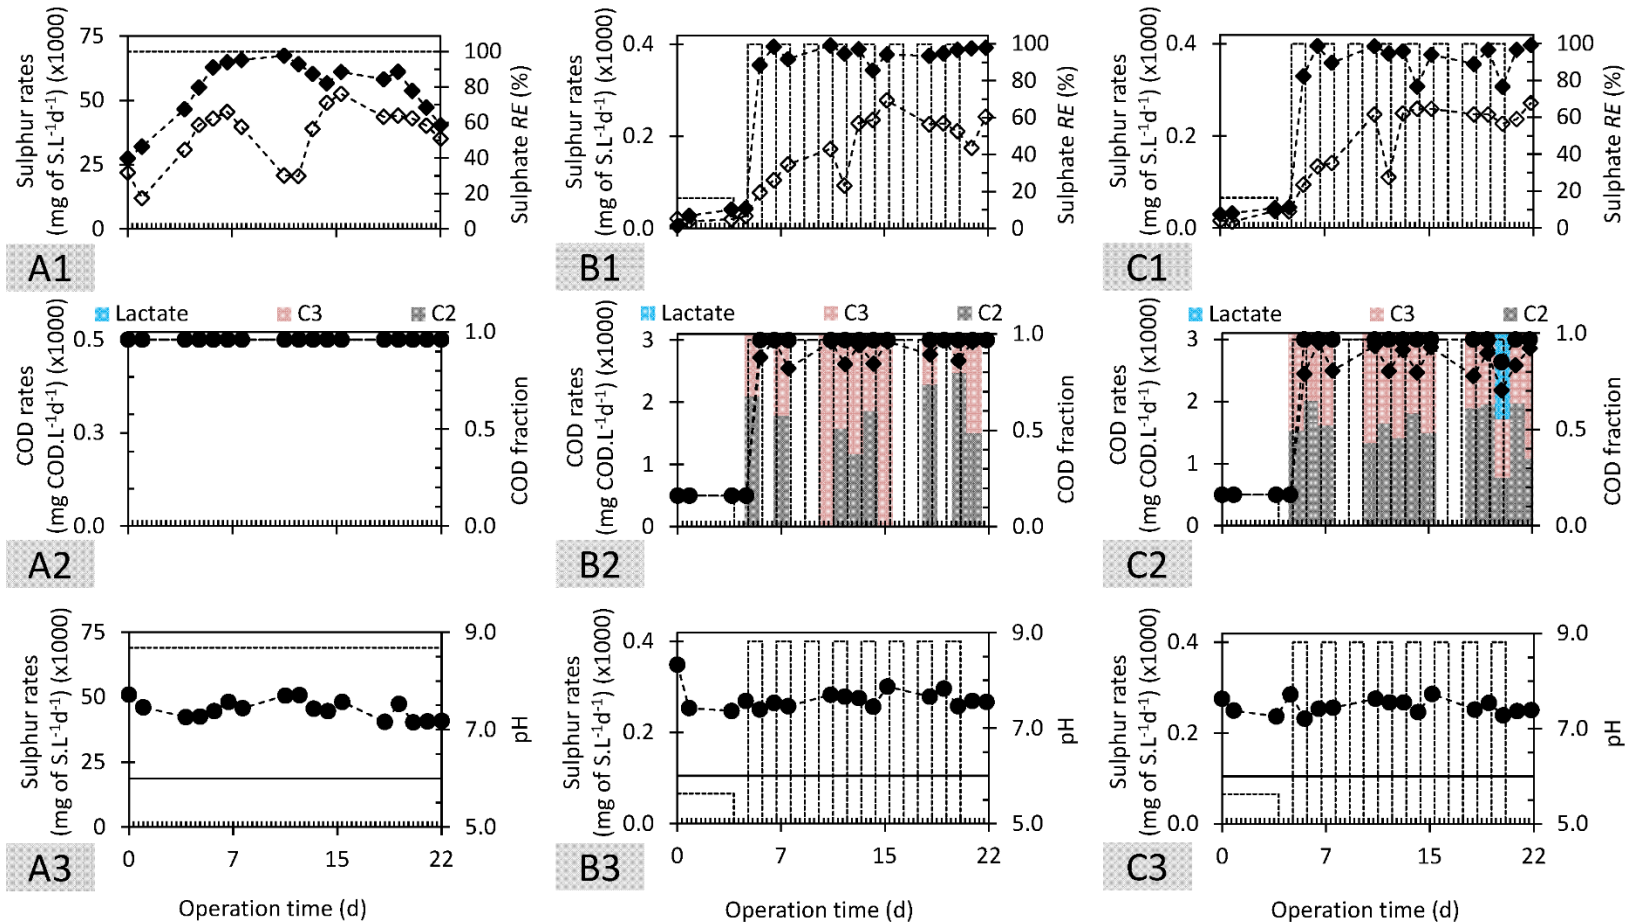 Sulphur rates
(mg of S.L⁻¹d⁻¹) (x1000)
75
50
25
0
100
80
60
40
20
0
Sulphate RE (%)
A1
Sulphur rates
(mg of S.L⁻¹d⁻¹) (x1000)
0.4
0.2
0.0
100
80
60
40
20
0
Sulphate RE (%)
B1
Sulphur rates
(mg of S.L⁻¹d⁻¹) (x1000)
0.4
0.2
0.0
100
80
60
40
20
0
Sulphate RE (%)
C1
Lactate C3 C2
COD rates
(mg COD.L⁻¹d⁻¹) (x1000)
0.5
0.3
0.0
1.0
0.5
0.0
COD fraction
A2
Lactate C3 C2
COD rates
(mg COD.L⁻¹d⁻¹) (x1000)
3
2
1
0
1.0
0.5
0.0
COD fraction
B2
Lactate C3 C2
COD rates
(mg COD.L⁻¹d⁻¹) (x1000)
3
2
1
0
1.0
0.5
0.0
COD fraction
C2
Sulphur rates
(mg of S.L⁻¹d⁻¹) (x1000)
75
50
25
0
9.0
7.0
5.0
pH
0 7 15 22
A3
Operation time (d)
Sulphur rates
(mg of S.L⁻¹d⁻¹) (x1000)
0.4
0.2
0.0
9.0
7.0
5.0
pH
0 7 15 22
B3
Operation time (d)
Sulphur rates
(mg of S.L⁻¹d⁻¹) (x1000)
0.4
0.2
0.0
9.0
7.0
5.0
pH
0 7 15 22
C3
Operation time (d)